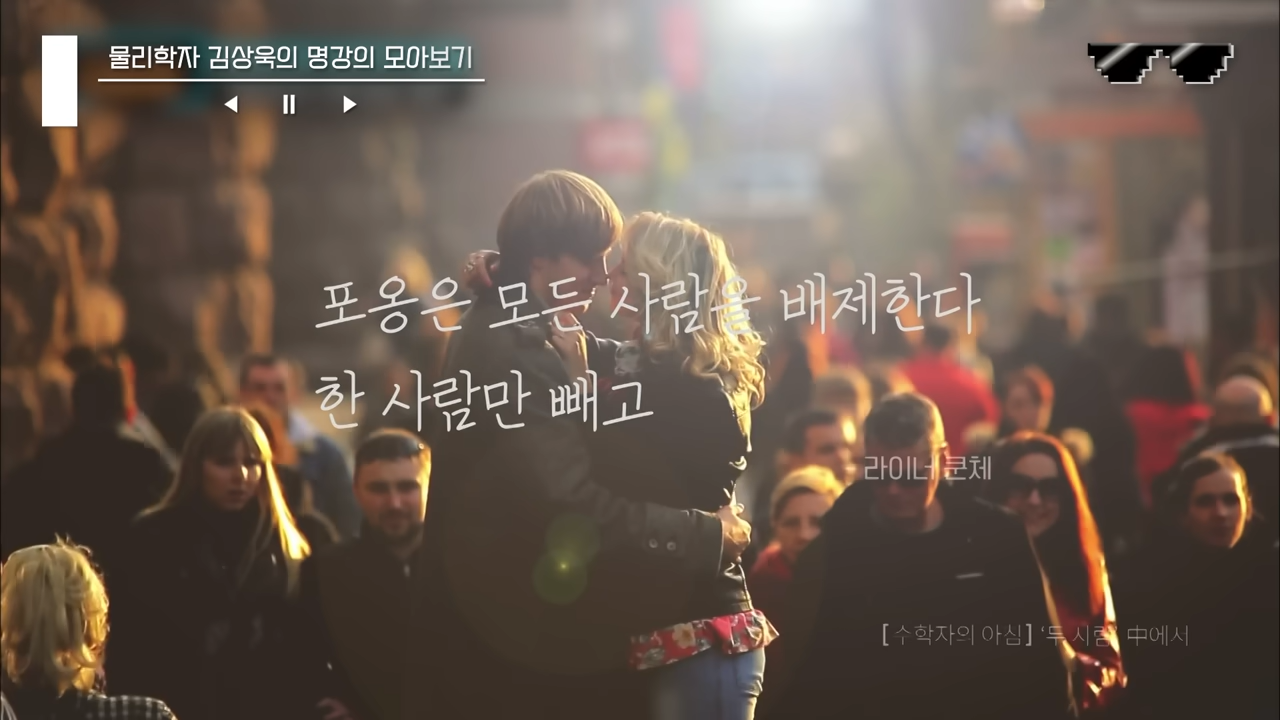 물리학자 김상욱의 명강의 모아보기
포옹은 모든 사람을 배제한다
한 사람만 빼고
라이너 쿤체
[수학자의 아침] '두 사람' 中에서